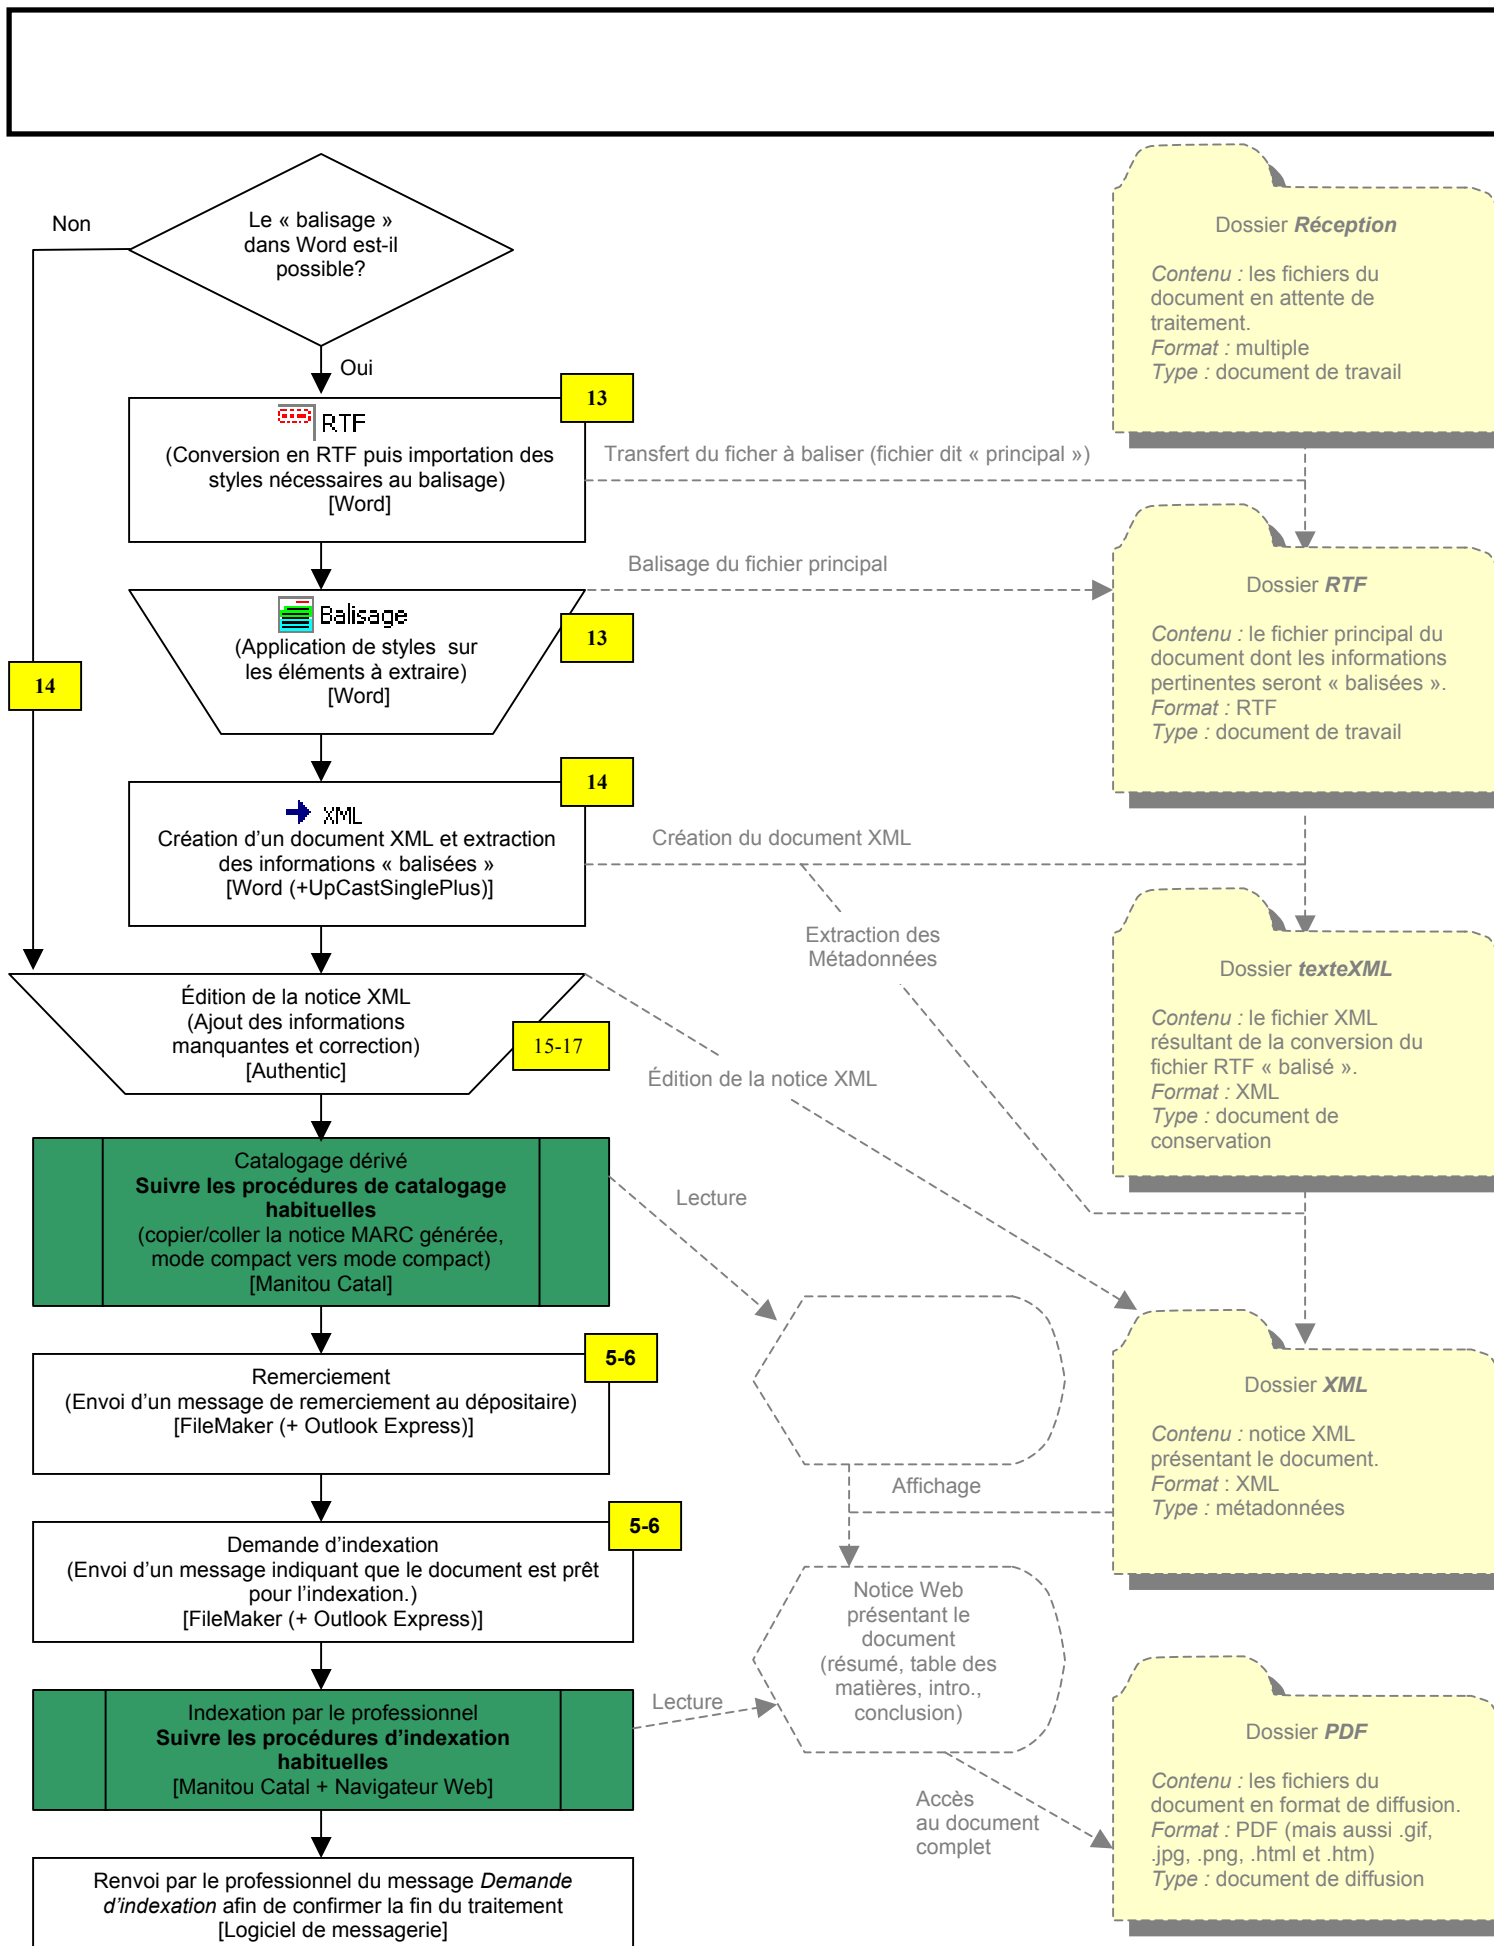 Non
Le « balisage »
dans Word est-il
possible?
Oui
13
RTF
(Conversion en RTF puis importation des
styles nécessaires au balisage)
[Word]
Transfert du ficher à baliser (fichier dit « principal »)
Balisage du fichier principal
Balisage
(Application de styles sur
les éléments à extraire)
[Word]
13
14
14
XML
Création d'un document XML et extraction
des informations « balisées »
[Word (+UpCastSinglePlus)]
Création du document XML
Extraction des
Métadonnées
Édition de la notice XML
(Ajout des informations
manquantes et correction)
[Authentic]
15-17
Édition de la notice XML
Catalogage dérivé
Suivre les procédures de catalogage
habituelles
(copier/coller la notice MARC générée,
mode compact vers mode compact)
[Manitou Catal]
Lecture
5-6
Remerciement
(Envoi d'un message de remerciement au dépositaire)
[FileMaker (+ Outlook Express)]
Affichage
5-6
Demande d'indexation
(Envoi d'un message indiquant que le document est prêt
pour l'indexation.)
[FileMaker (+ Outlook Express)]
Notice Web
présentant le
document
(résumé, table des
matières, intro.,
conclusion)
Indexation par le professionnel
Suivre les procédures d'indexation
habituelles
[Manitou Catal + Navigateur Web]
Lecture
Accès
au document
complet
Renvoi par le professionnel du message Demande
d'indexation afin de confirmer la fin du traitement
[Logiciel de messagerie]
Dossier Réception
Contenu : les fichiers du
document en attente de
traitement.
Format : multiple
Type : document de travail
Dossier RTF
Contenu : le fichier principal du
document dont les informations
pertinentes seront « balisées ».
Format : RTF
Type : document de travail
Dossier texteXML
Contenu : le fichier XML
résultant de la conversion du
fichier RTF « balisé ».
Format : XML
Type : document de
conservation
Dossier XML
Contenu : notice XML
présentant le document.
Format : XML
Type : métadonnées
Dossier PDF
Contenu : les fichiers du
document en format de diffusion.
Format : PDF (mais aussi .gif,
.jpg, .png, .html et .htm)
Type : document de diffusion